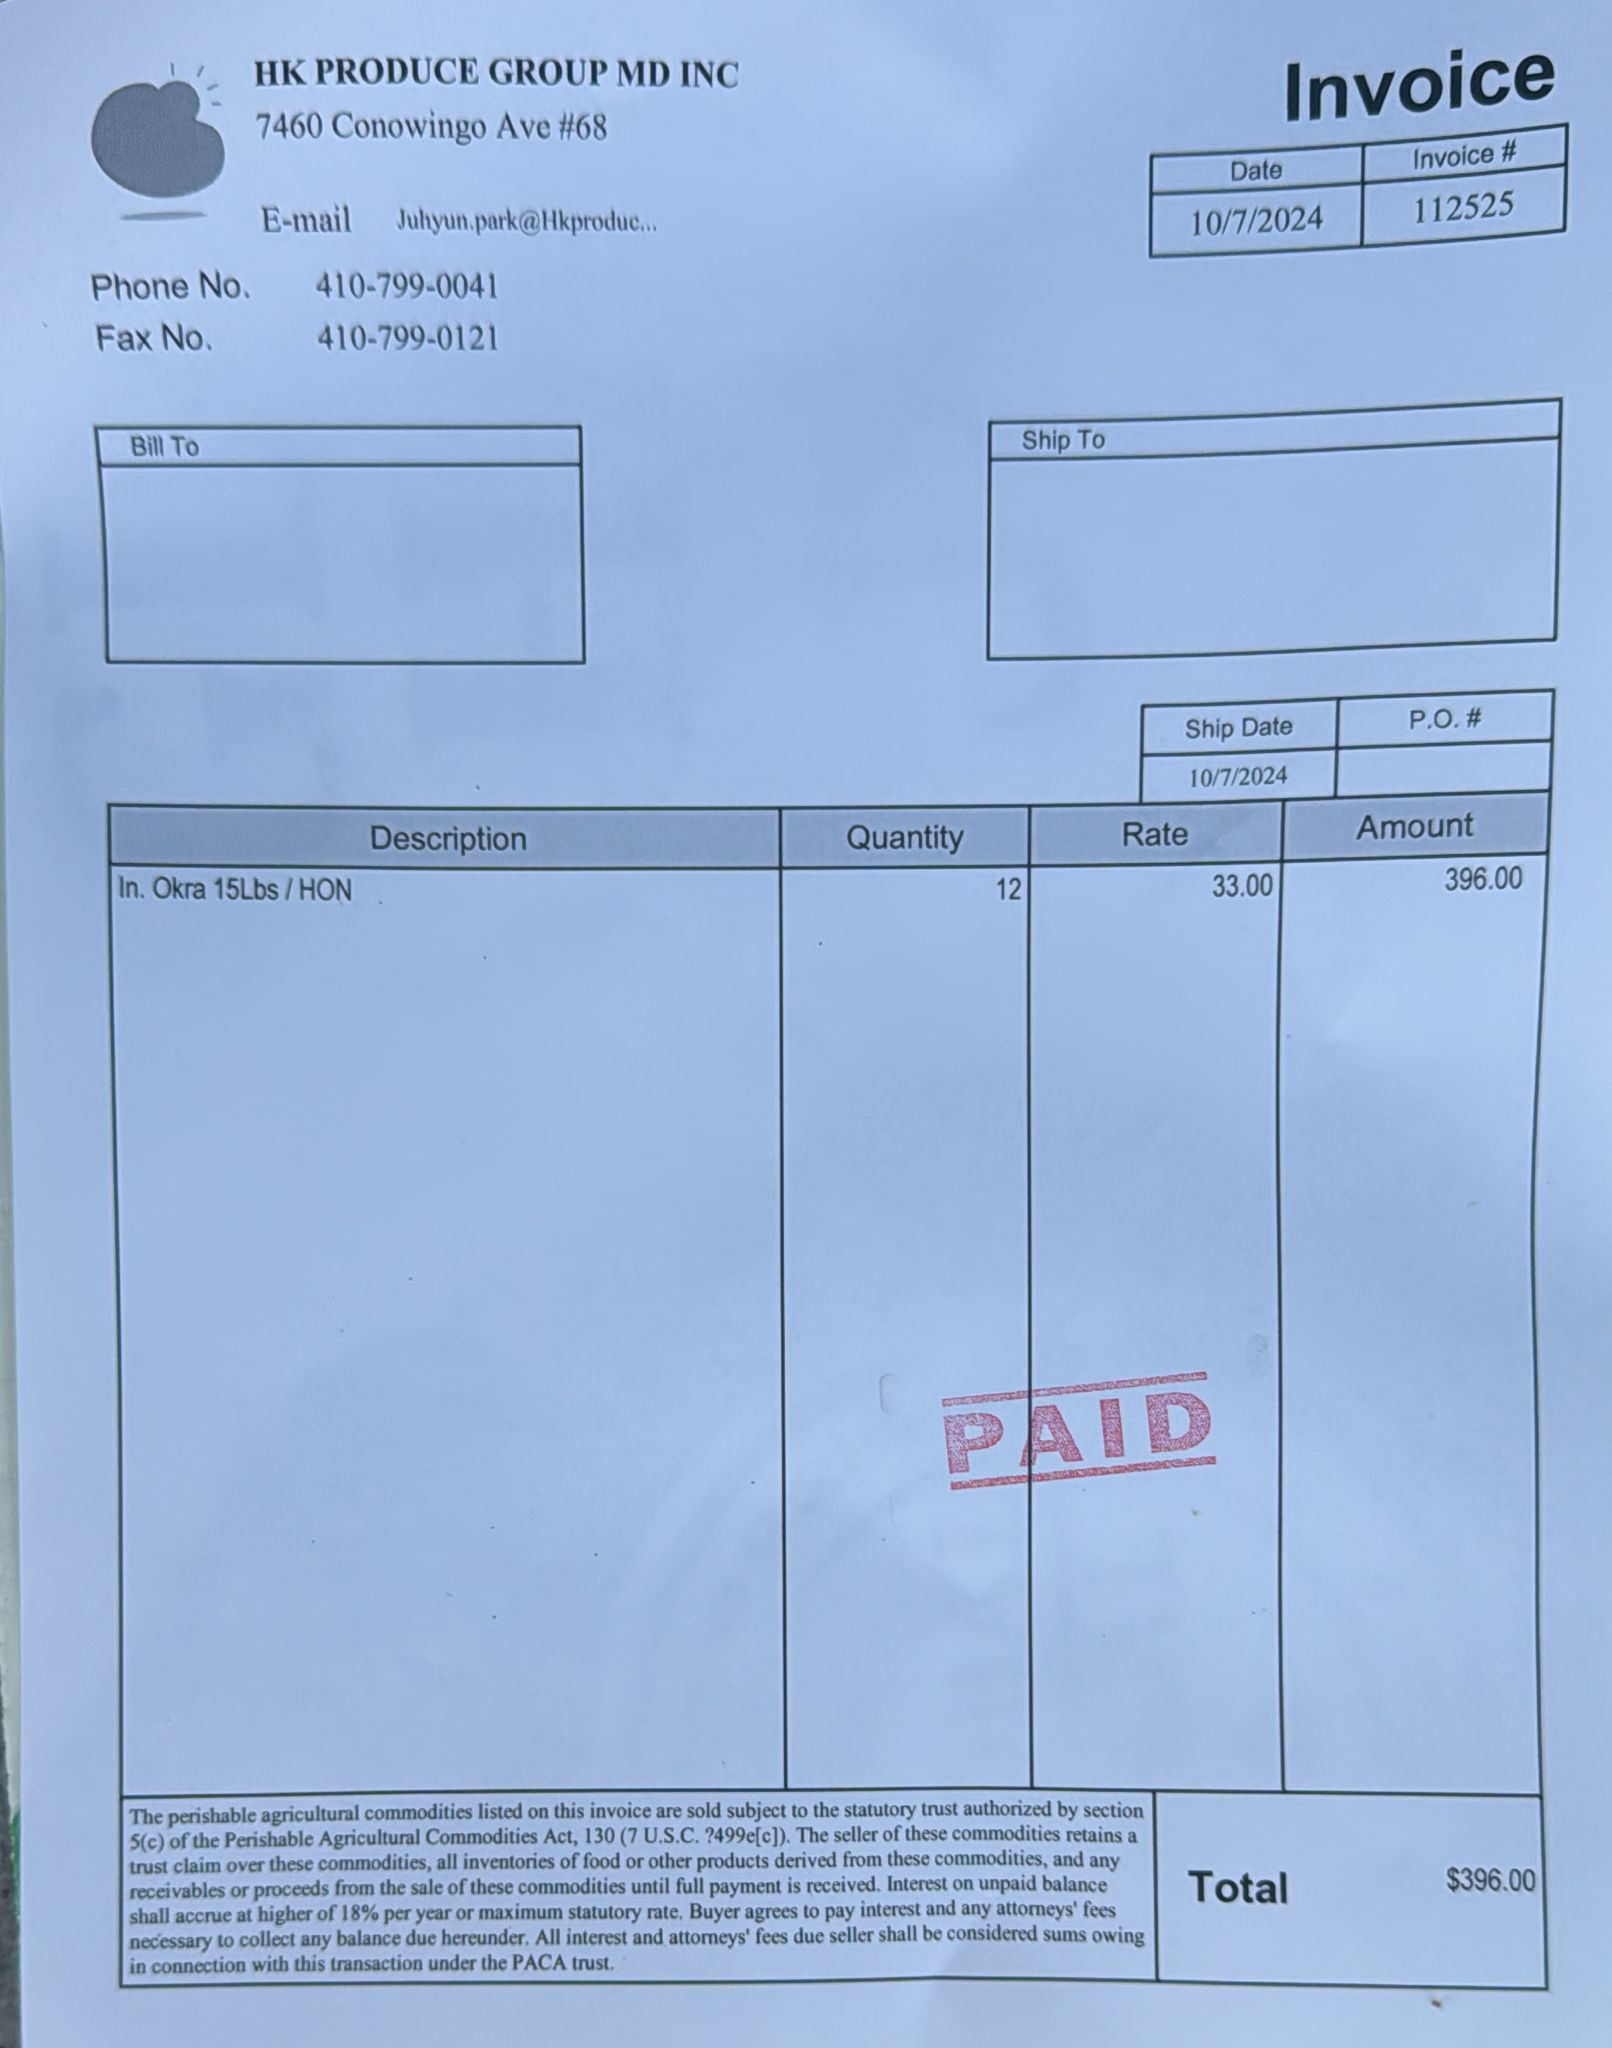 HK PRODUCE GROUP MD INC
7460 Conowingo Ave #68
E-mail Juhyun.park@Hkproduc...
Phone No. 410-799-0041
Fax No. 410-799-0121
Invoice
Date Invoice #
10/7/2024 112525
Bill To
Ship To
Ship Date P.O. #
10/7/2024
Description Quantity Rate Amount
In. Okra 15Lbs / HON 12 33.00 396.00
PAID
The perishable agricultural commodities listed on this invoice are sold subject to the statutory trust authorized by section
5(c) of the Perishable Agricultural Commodities Act, 130 (7 U.S.C. ?499e[c]). The seller of these commodities retains a
trust claim over these commodities, all inventories of food or other products derived from these commodities, and any
receivables or proceeds from the sale of these commodities until full payment is received. Interest on unpaid balance
shall accrue at higher of 18% per year or maximum statutory rate. Buyer agrees to pay interest and any attorneys' fees
necessary to collect any balance due hereunder. All interest and attorneys' fees due seller shall be considered sums owing
in connection with this transaction under the PACA trust.
Total $396.00